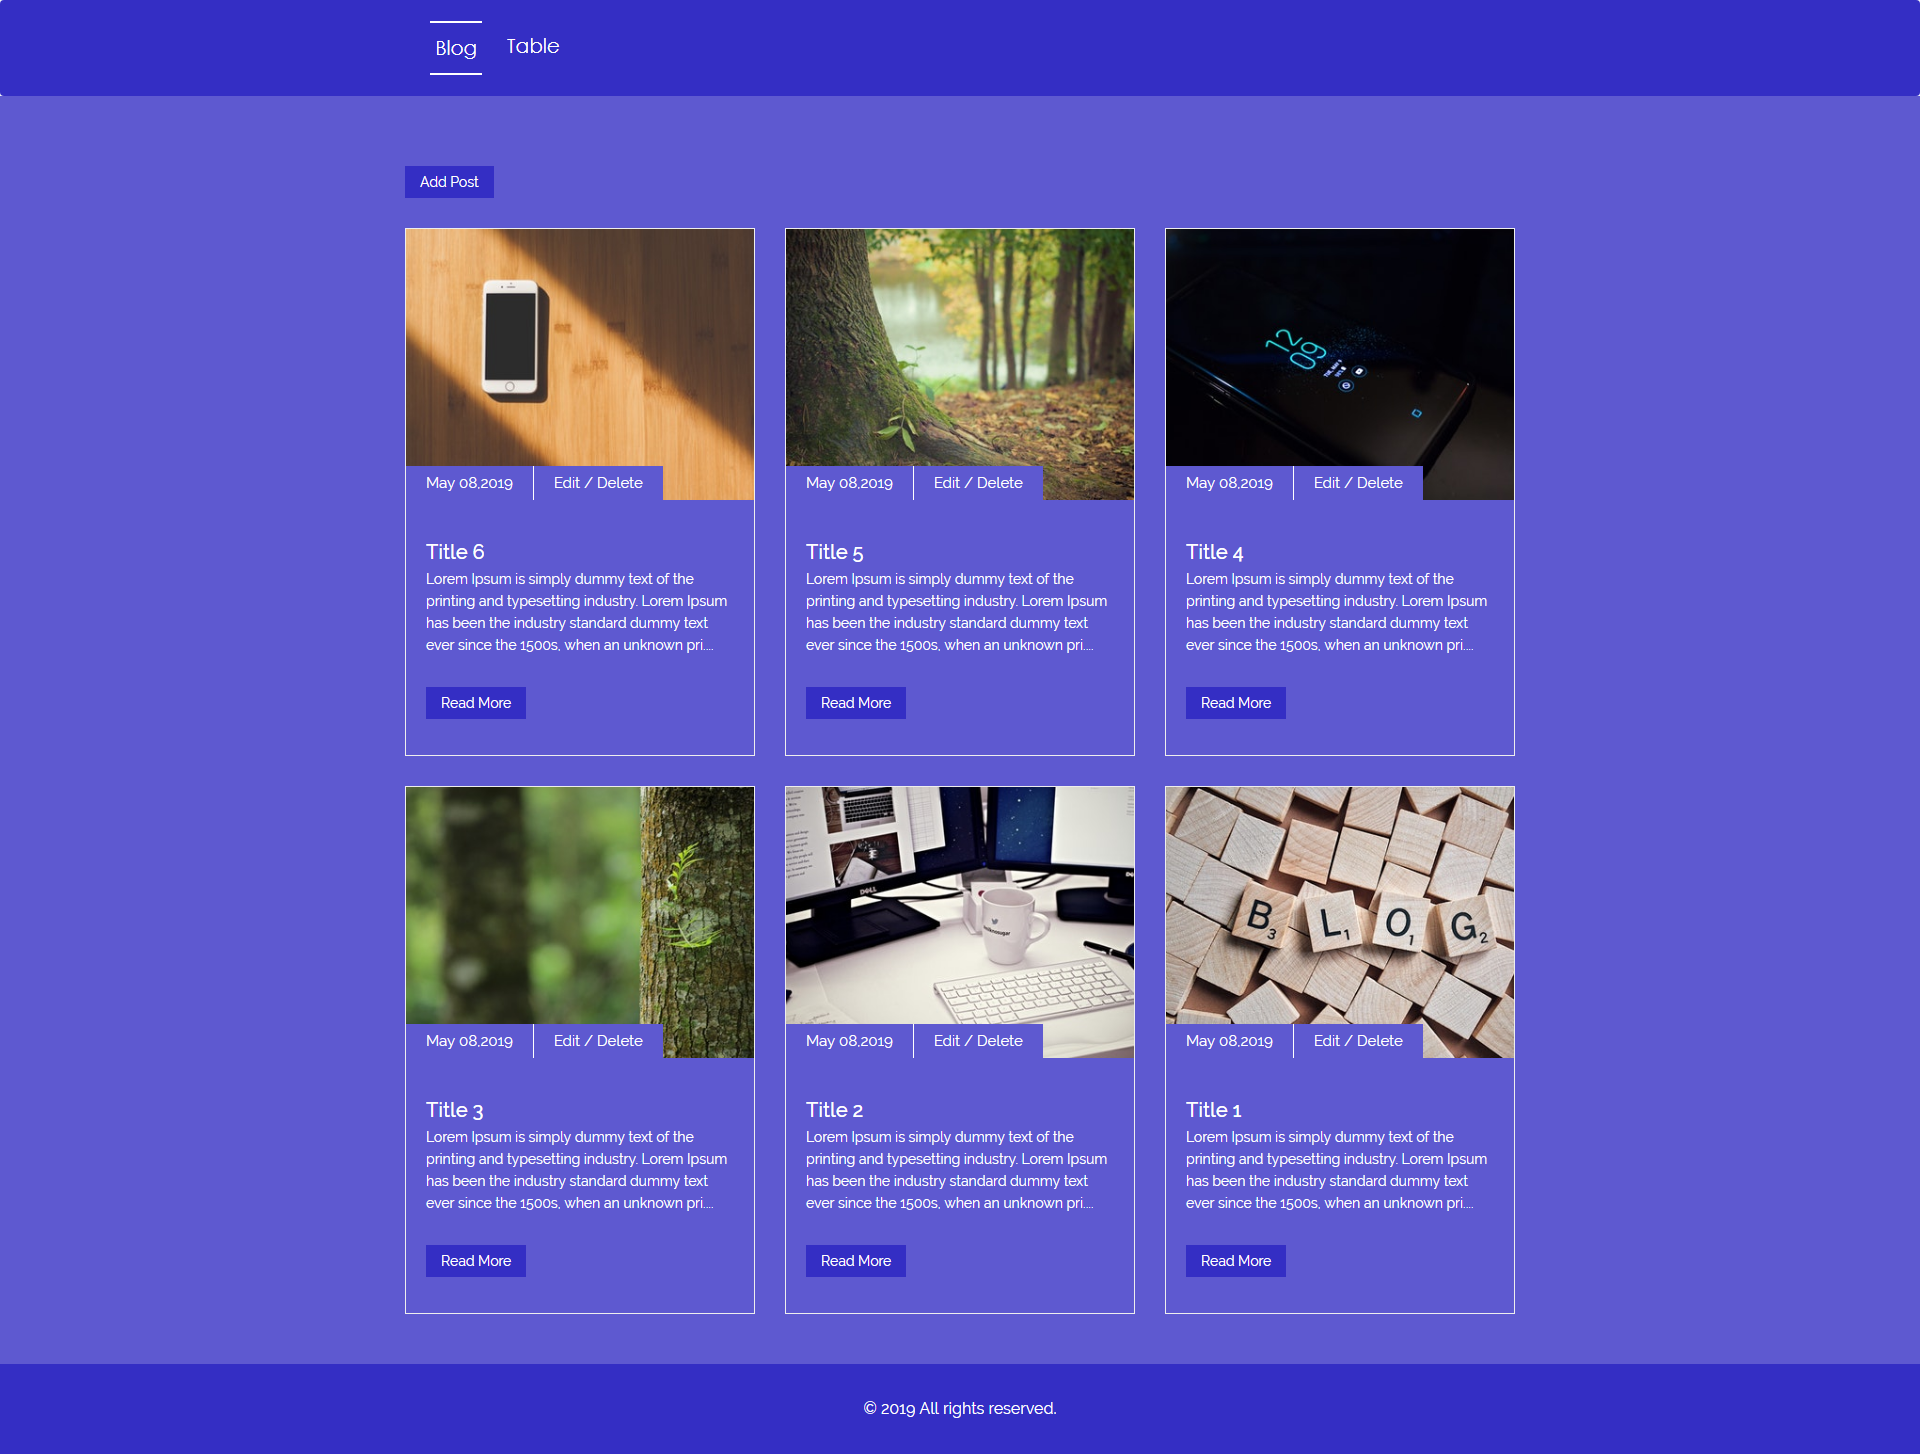 Blog Table
Add Post
12
09
May 08,2019 Edit / Delete
May 08,2019 Edit / Delete
May 08,2019 Edit / Delete
Title 6
Lorem Ipsum is simply dummy text of the
printing and typesetting industry. Lorem Ipsum
has been the industry standard dummy text
ever since the 1500s, when an unknown pri....
Read More
Title 5
Lorem Ipsum is simply dummy text of the
printing and typesetting industry. Lorem Ipsum
has been the industry standard dummy text
ever since the 1500s, when an unknown pri....
Read More
Title 4
Lorem Ipsum is simply dummy text of the
printing and typesetting industry. Lorem Ipsum
has been the industry standard dummy text
ever since the 1500s, when an unknown pri....
Read More
DELL
B3 L1 O1 G2
May 08,2019 Edit / Delete
May 08,2019 Edit / Delete
May 08,2019 Edit / Delete
Title 3
Lorem Ipsum is simply dummy text of the
printing and typesetting industry. Lorem Ipsum
has been the industry standard dummy text
ever since the 1500s, when an unknown pri....
Read More
Title 2
Lorem Ipsum is simply dummy text of the
printing and typesetting industry. Lorem Ipsum
has been the industry standard dummy text
ever since the 1500s, when an unknown pri....
Read More
Title 1
Lorem Ipsum is simply dummy text of the
printing and typesetting industry. Lorem Ipsum
has been the industry standard dummy text
ever since the 1500s, when an unknown pri....
Read More
© 2019 All rights reserved.